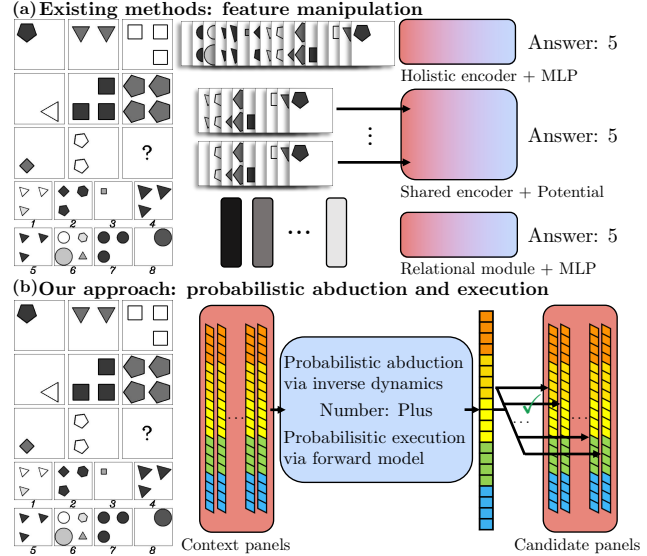 (a) Existing methods: feature manipulation
?
1 2 3 4
5 6 7 8
Answer: 5
Holistic encoder + MLP
Answer: 5
Shared encoder + Potential
Answer: 5
Relational module + MLP
(b) Our approach: probabilistic abduction and execution
?
1 2 3 4
5 6 7 8
Probabilistic abduction
via inverse dynamics
Number: Plus
Probabilisitic execution
via forward model
Context panels
Candidate panels